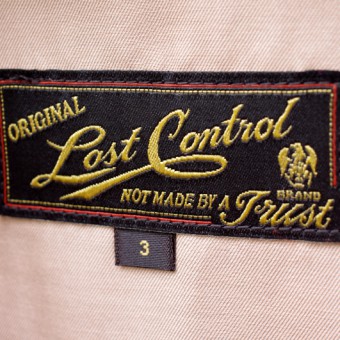 ORIGINAL
Lost Control
NOT MADE BY A Trust
BRAND
3